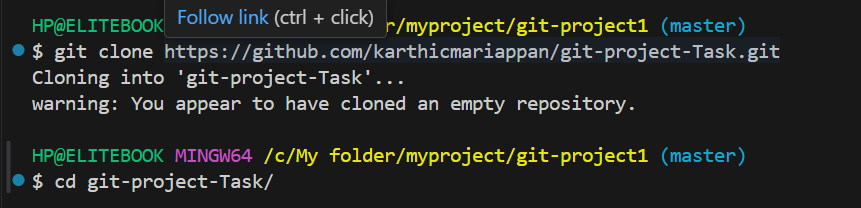 Follow link (ctrl + click)
HP@ELITEBOOK r/myproject/git-project1 (master)
$ git clone https://github.com/karthicmariappan/git-project-Task.git
Cloning into 'git-project-Task'...
warning: You appear to have cloned an empty repository.
HP@ELITEBOOK MINGW64 /c/My folder/myproject/git-project1 (master)
$ cd git-project-Task/